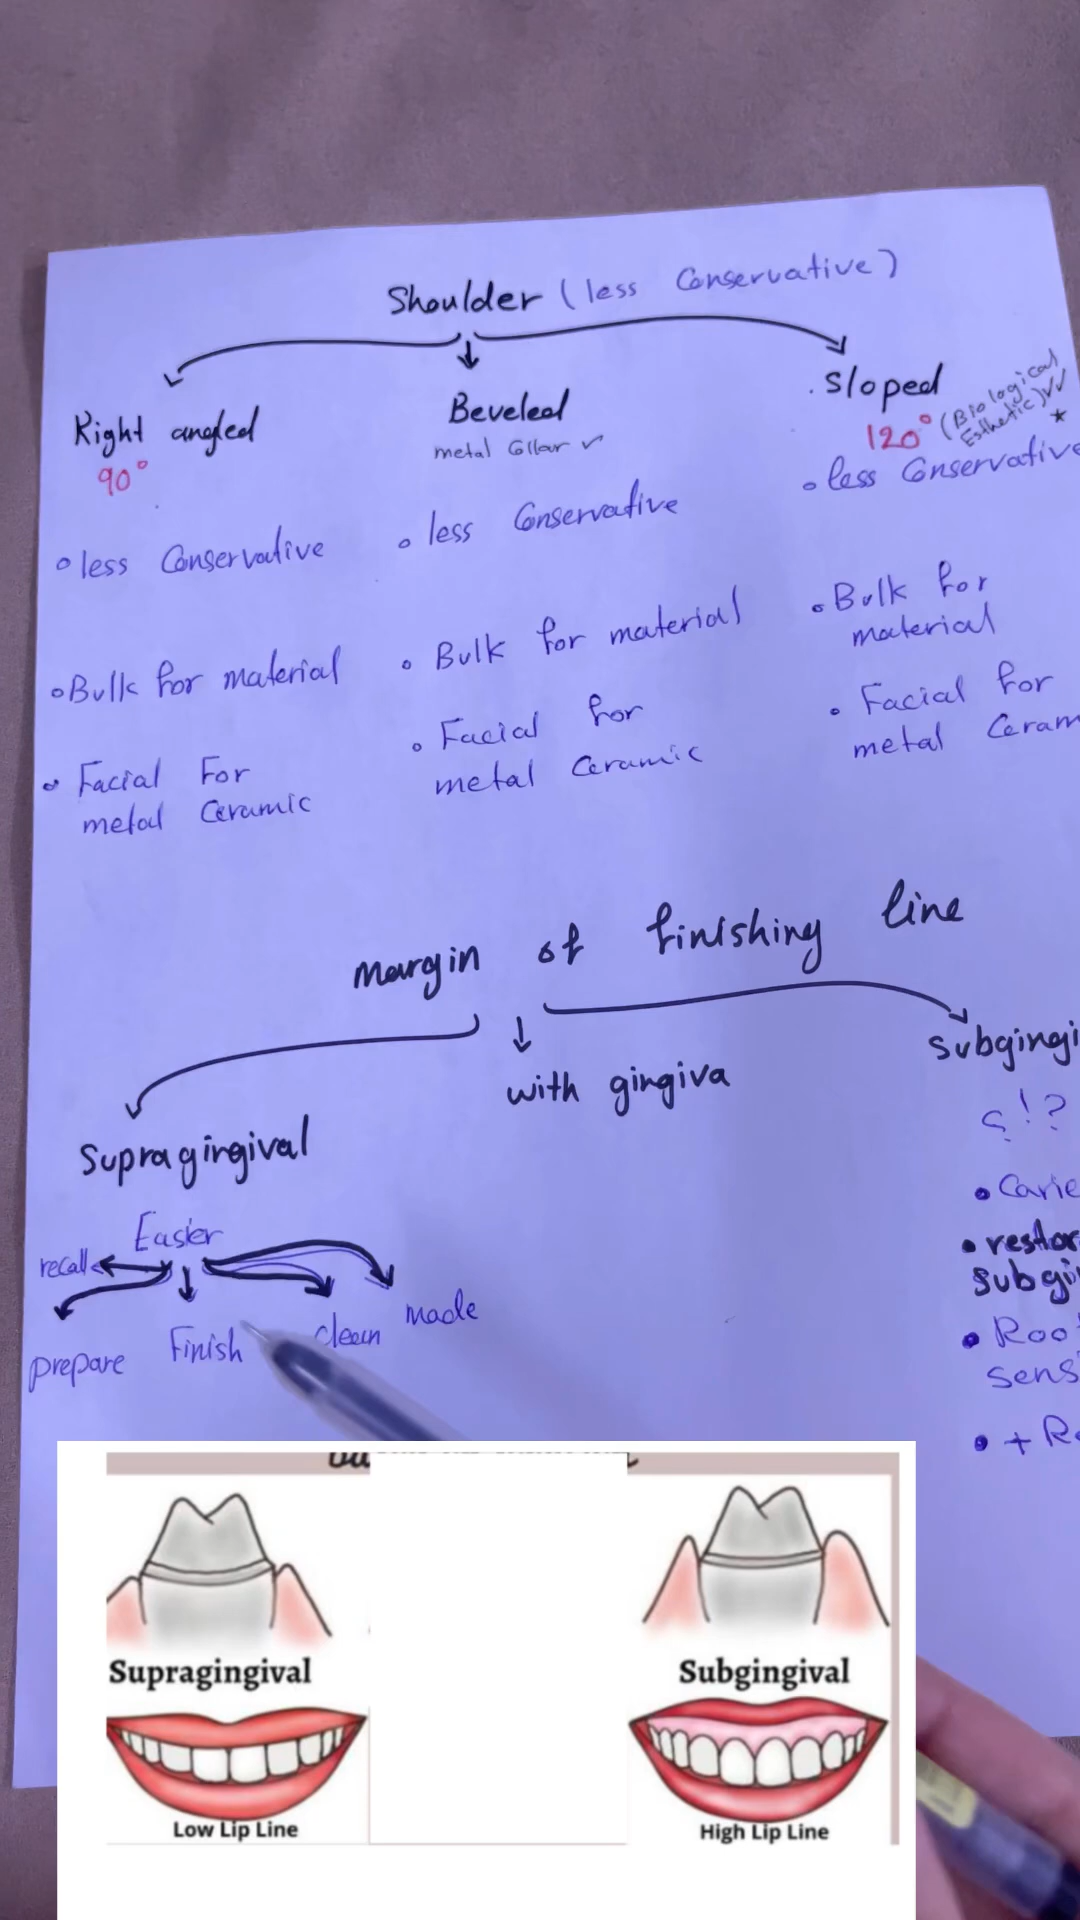 Shoulder (less Conservative)
Right angled
90°
Beveled
metal Collar ✓
Sloped
120° (Biological
Esthetic) ✓✓
★
• less Conservative
• less Conservative
• less Conservative
• Bulk for material
• Bulk for material
• Bulk for
material
• Facial For
metal Ceramic
• Facial for
metal Ceramic
• Facial for
metal Ceram
margin of finishing line
Supragingival
with gingiva
Subgingi
Easier
recall
prepare
Finish
clean
made
? ! ?
• Carie
• restor
subgi
• Roo
sens
• + R
Supragingival
Subgingival
Low Lip Line
High Lip Line